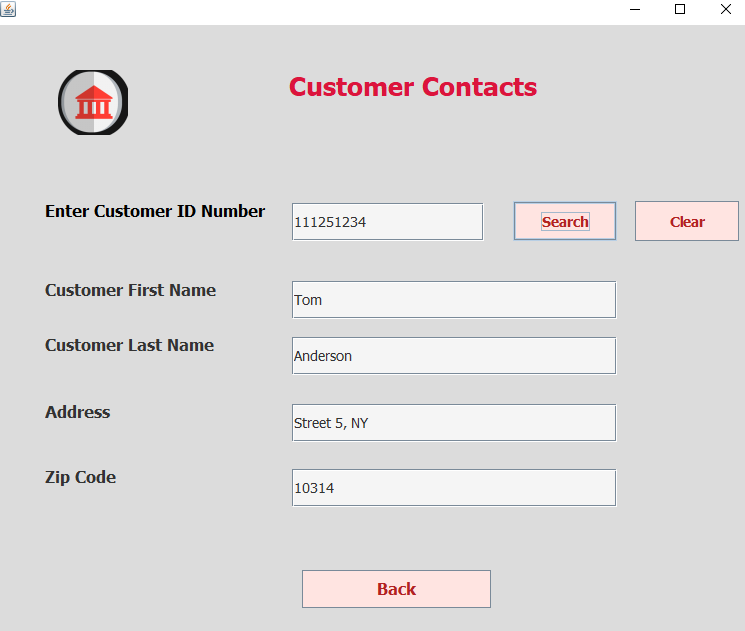 Customer Contacts
Enter Customer ID Number 111251234 Search Clear
Customer First Name Tom
Customer Last Name Anderson
Address Street 5, NY
Zip Code 10314
Back